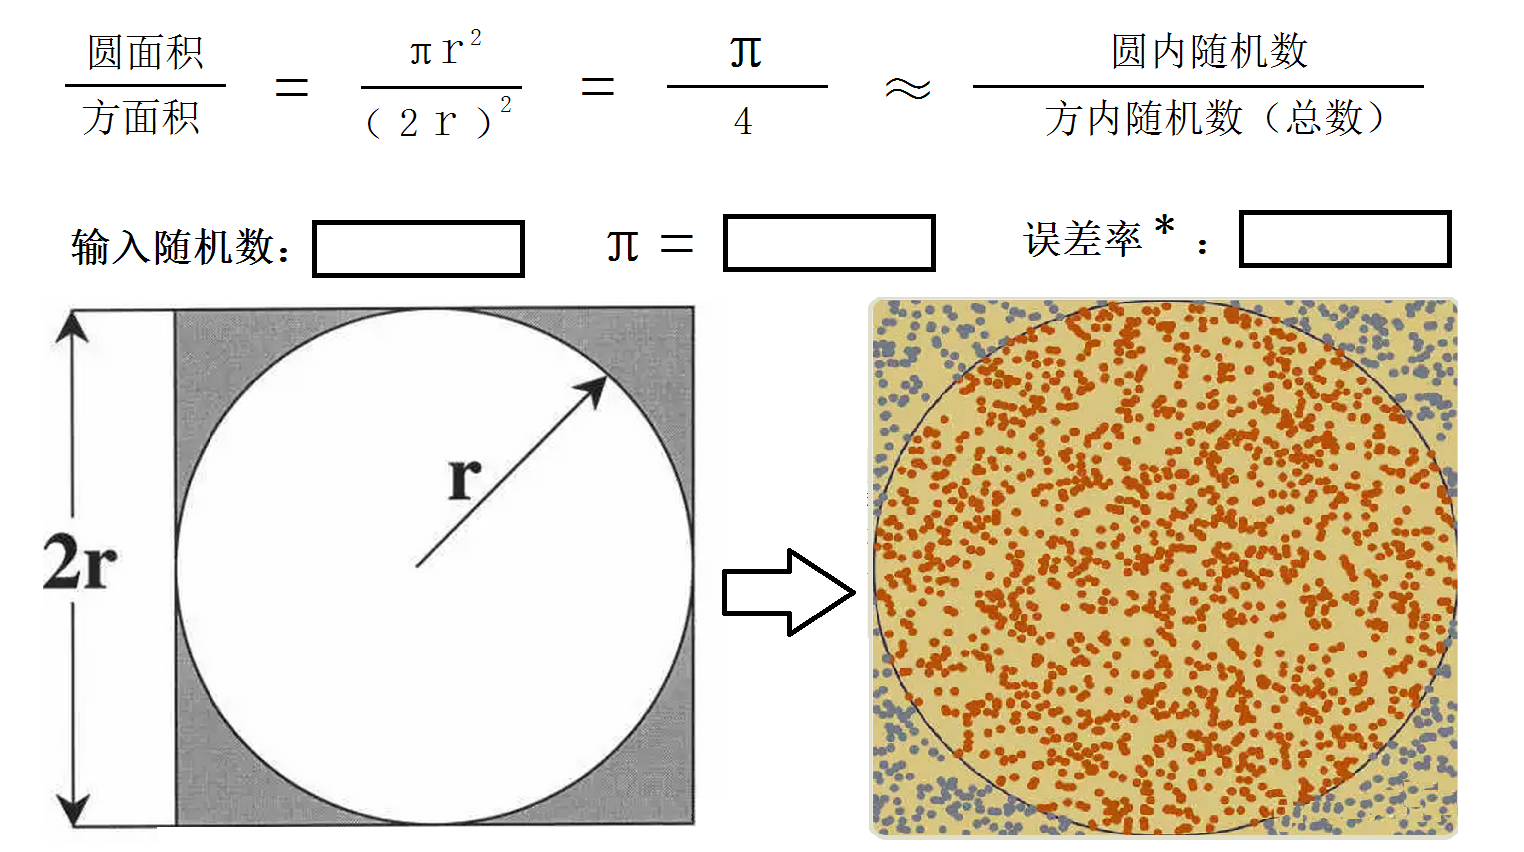 圆面积 / 方面积 = πr² / (2r)² = π / 4 ≈ 圆内随机数 / 方内随机数（总数）
输入随机数： π = 误差率*：
2r
r